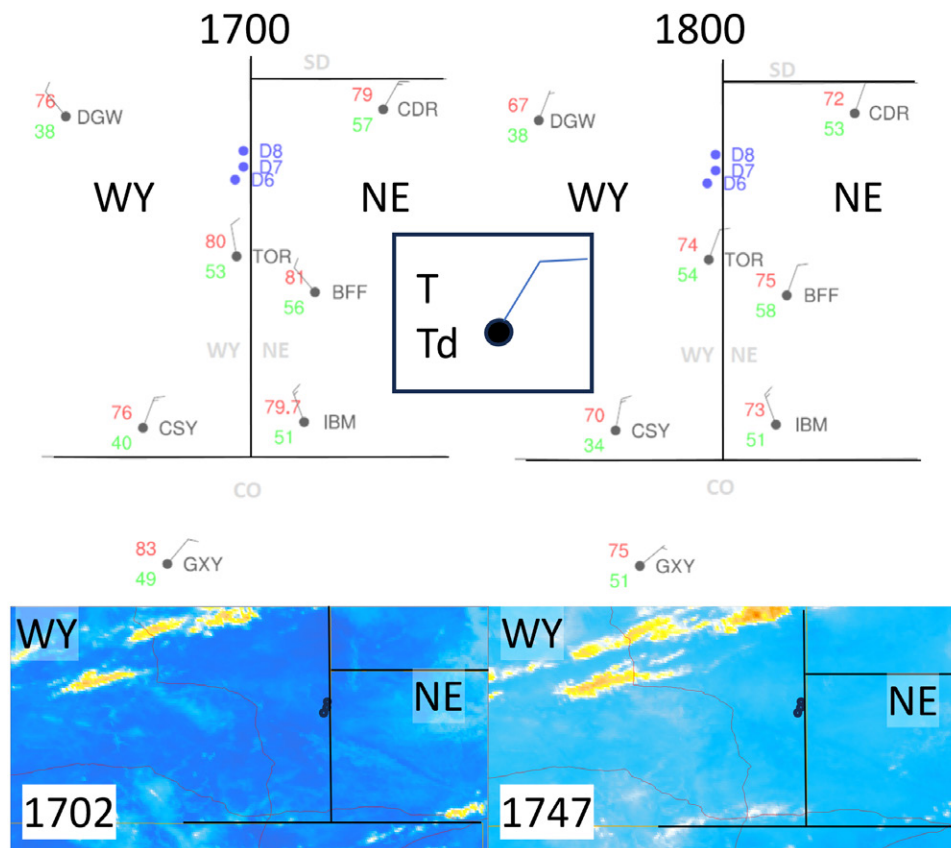 1700
SD
76
DGW
38
79
CDR
57
D8
D7
D6
WY
NE
80
TOR
53
81
BFF
56
WY
NE
76
CSY
40
79.7
IBM
51
CO
83
GXY
49
T
Td
1800
SD
67
DGW
38
72
CDR
53
D8
D7
D6
WY
NE
74
TOR
54
75
BFF
58
WY
NE
70
CSY
34
73
IBM
51
CO
75
GXY
51
WY
NE
1702
WY
NE
1747